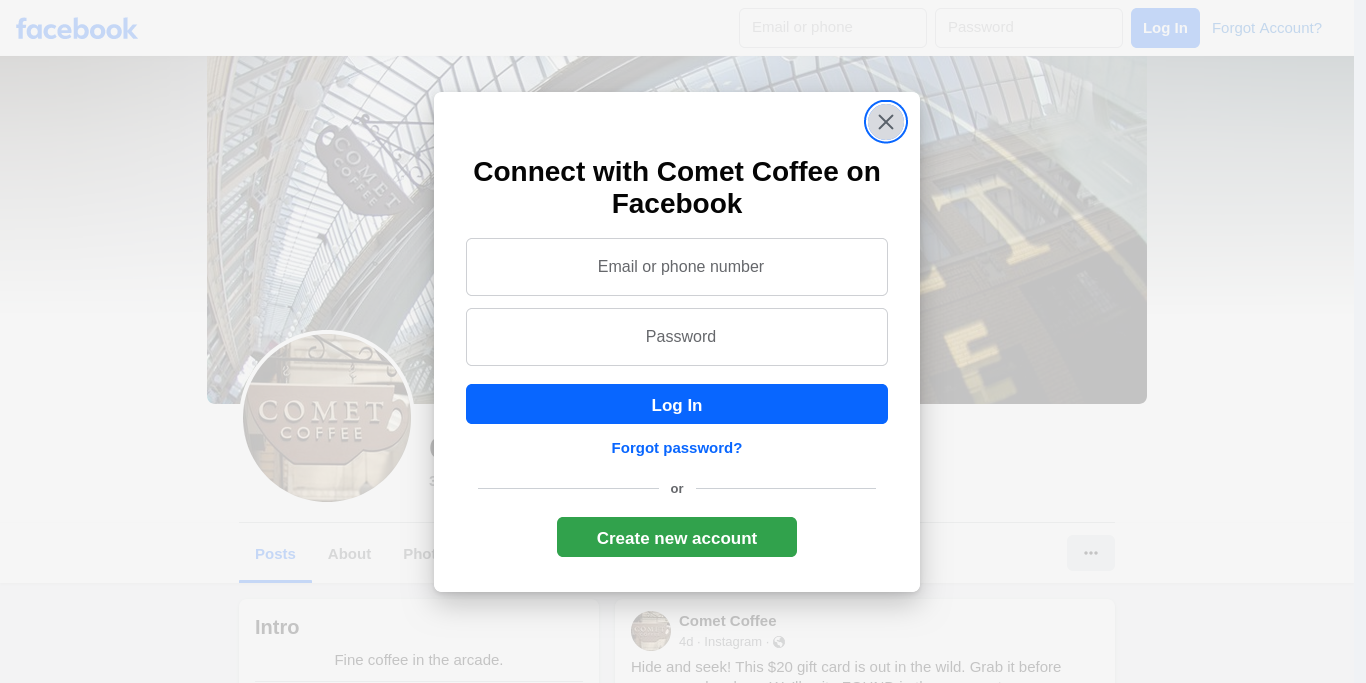 facebook
Email or phone
Password
Log In
Forgot Account?
COMET
COFFEE
Connect with Comet Coffee on
Facebook
Email or phone number
Password
Log In
Forgot password?
or
Create new account
COMET
COFFEE
Posts
About
Intro
Fine coffee in the arcade.
Comet Coffee
4d · Instagram ·
Hide and seek! This $20 gift card is out in the wild. Grab it before